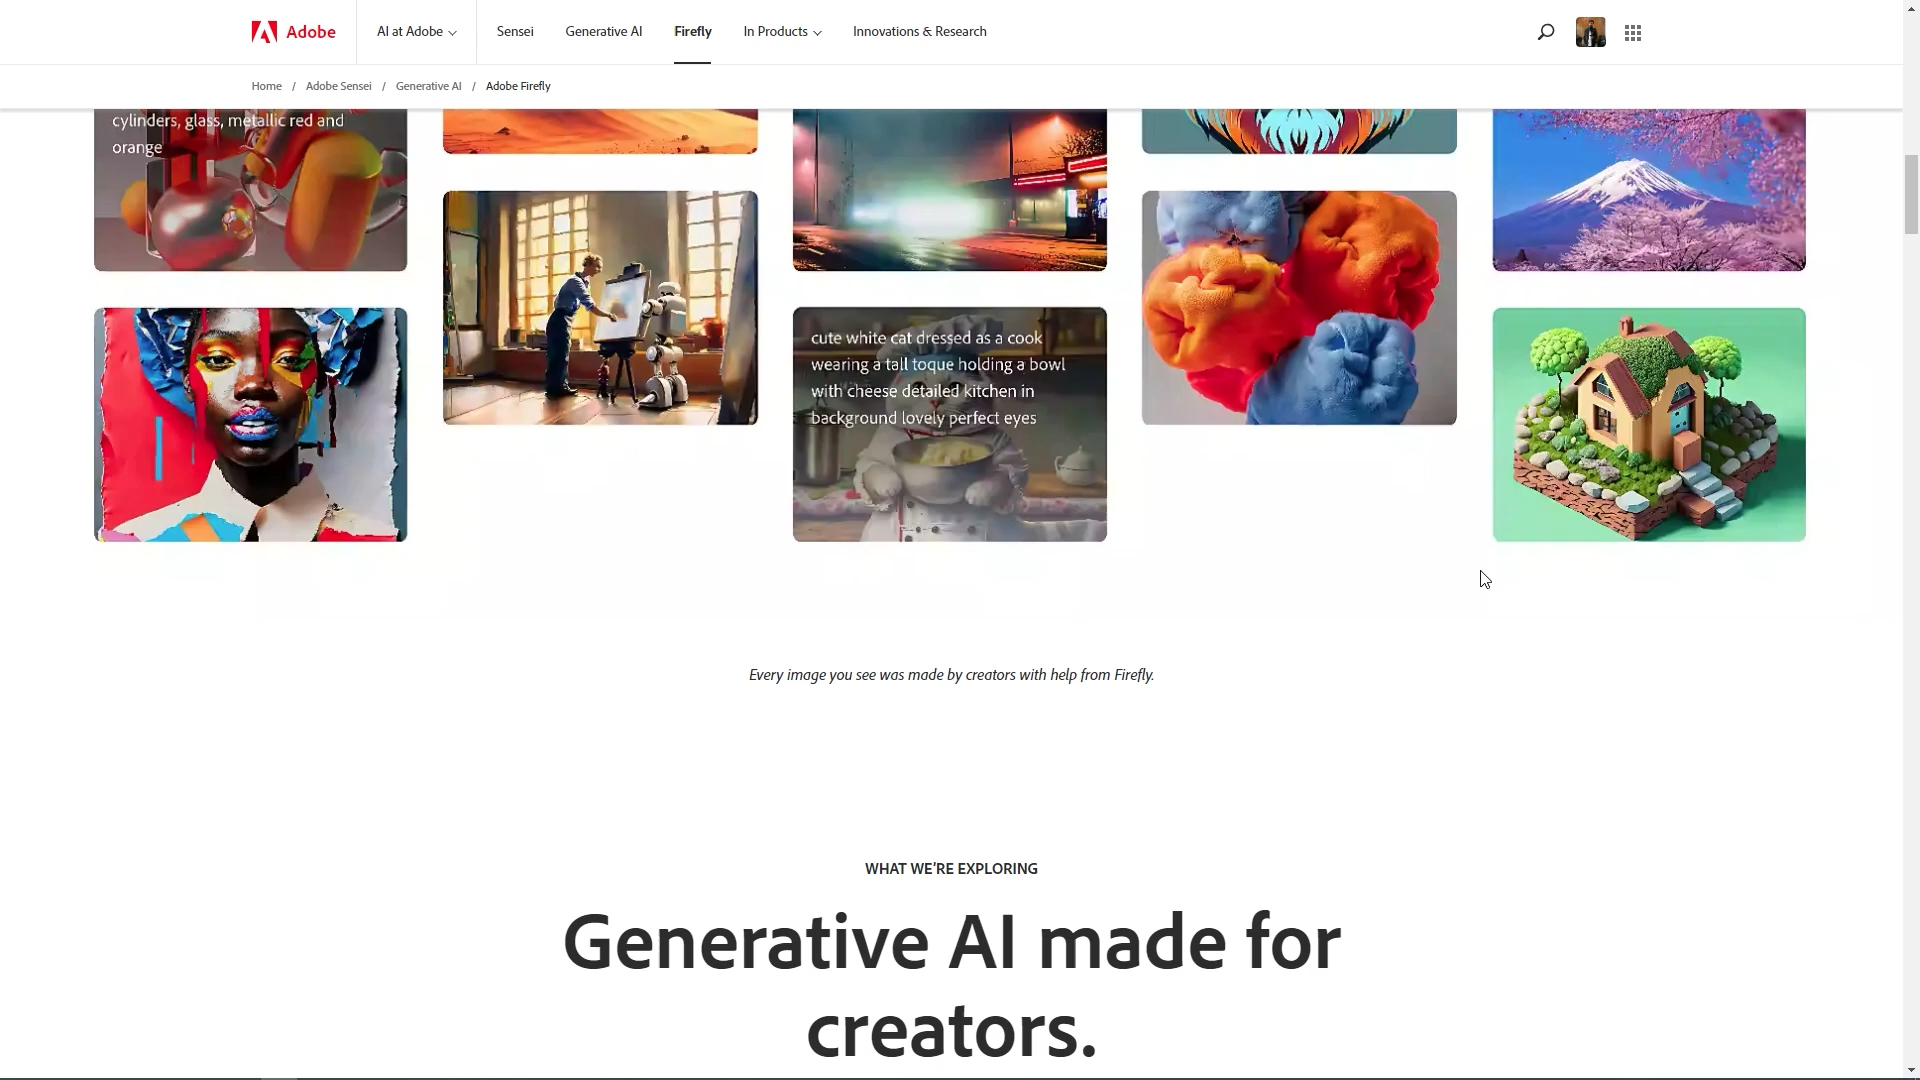 Adobe
AI at Adobe
Sensei
Generative AI
Firefly
In Products
Innovations & Research
Home / Adobe Sensei / Generative AI / Adobe Firefly
cylinders, glass, metallic red and
orange
cute white cat dressed as a cook
wearing a tall toque holding a bowl
with cheese detailed kitchen in
background lovely perfect eyes
Every image you see was made by creators with help from Firefly.
WHAT WE'RE EXPLORING
Generative AI made for
creators.